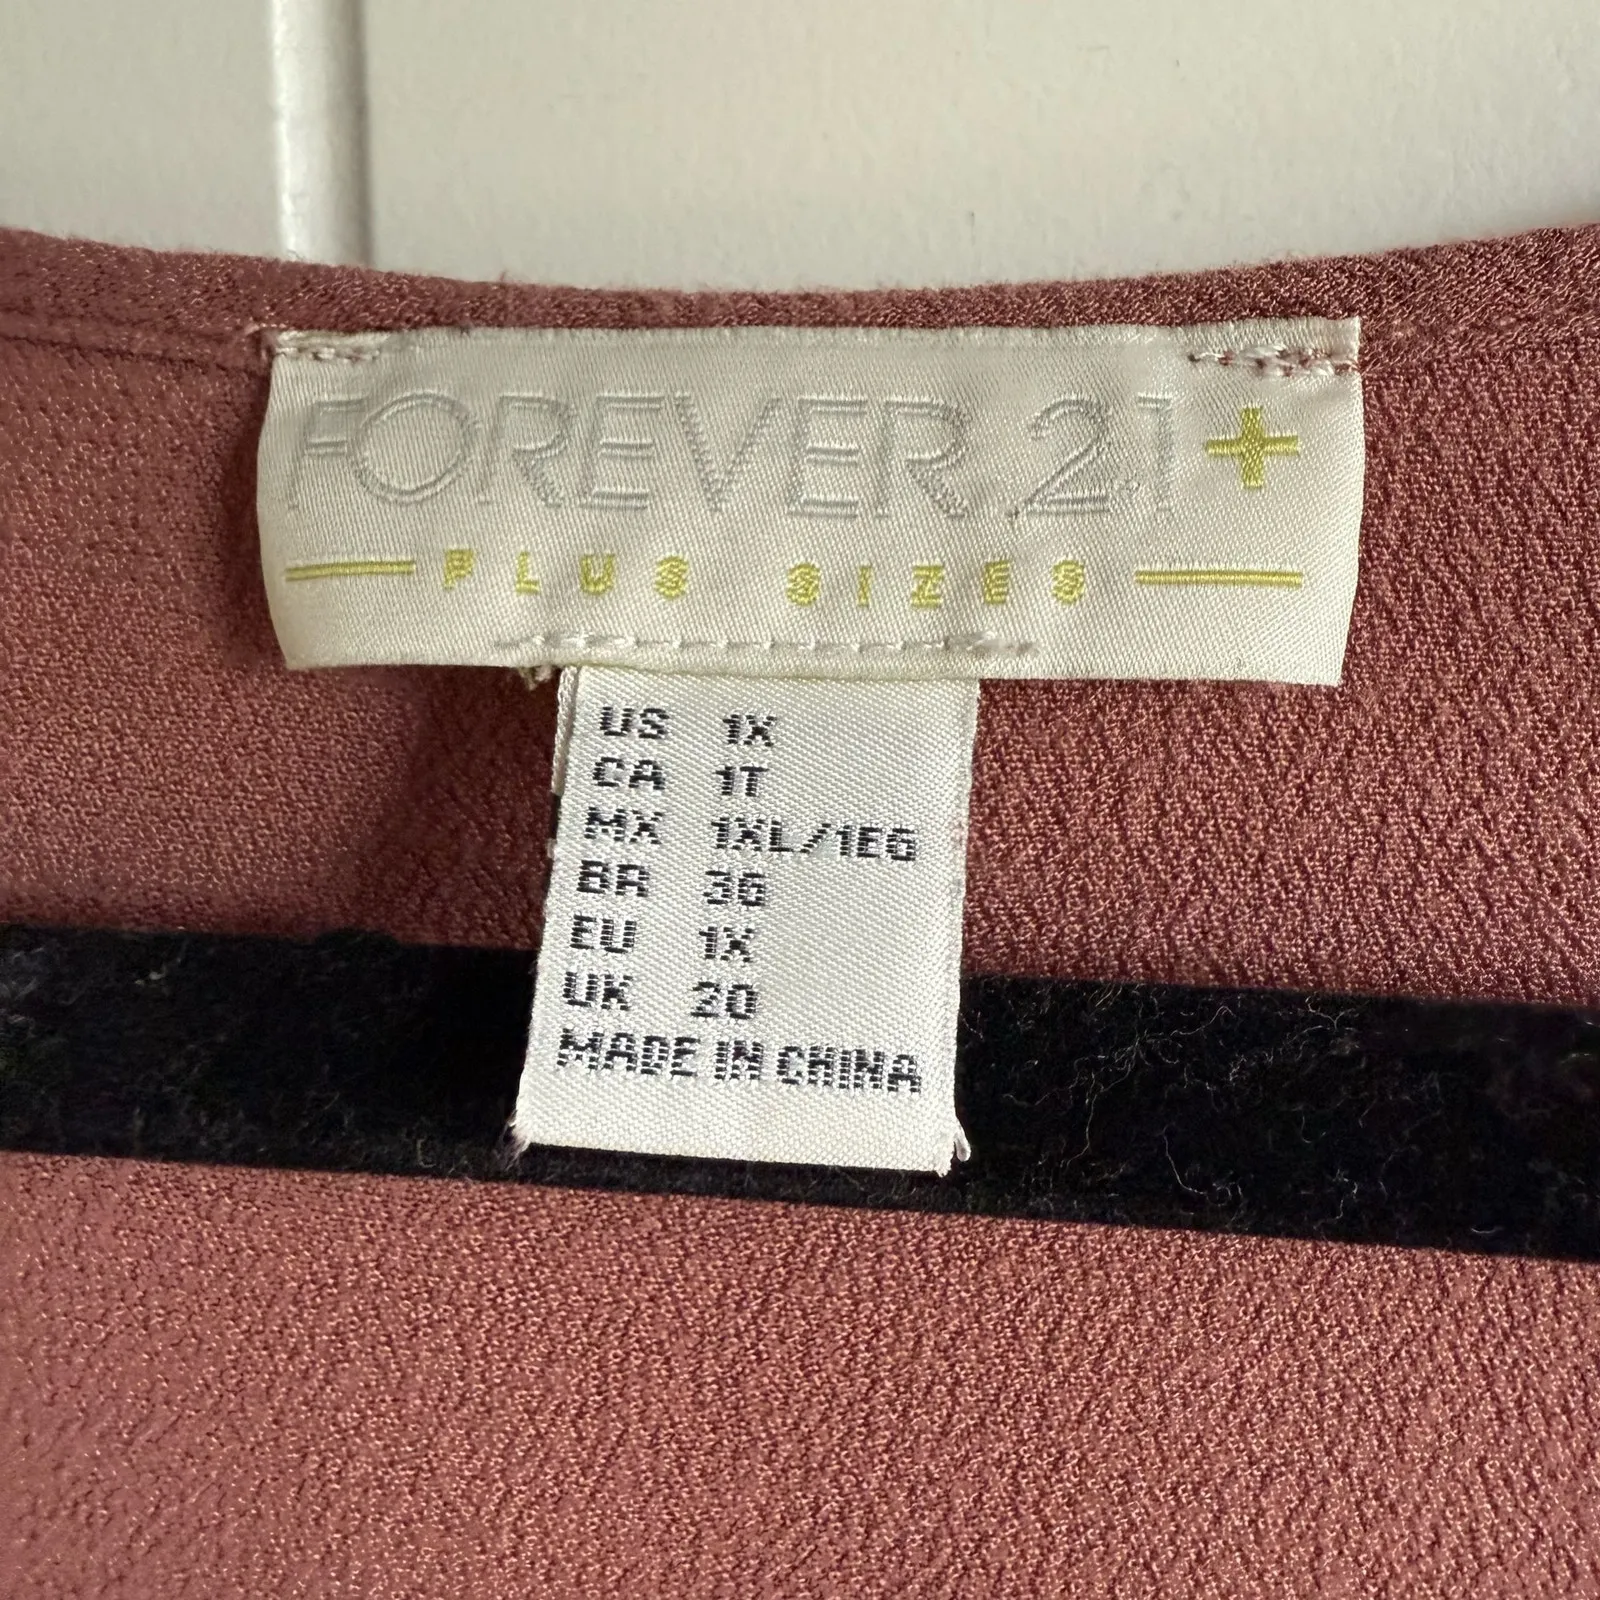 FOREVER 21 +
PLUS SIZES
US 1X
CA 1T
MX 1XL/1EG
BR 36
EU 1X
UK 20
MADE IN CHINA